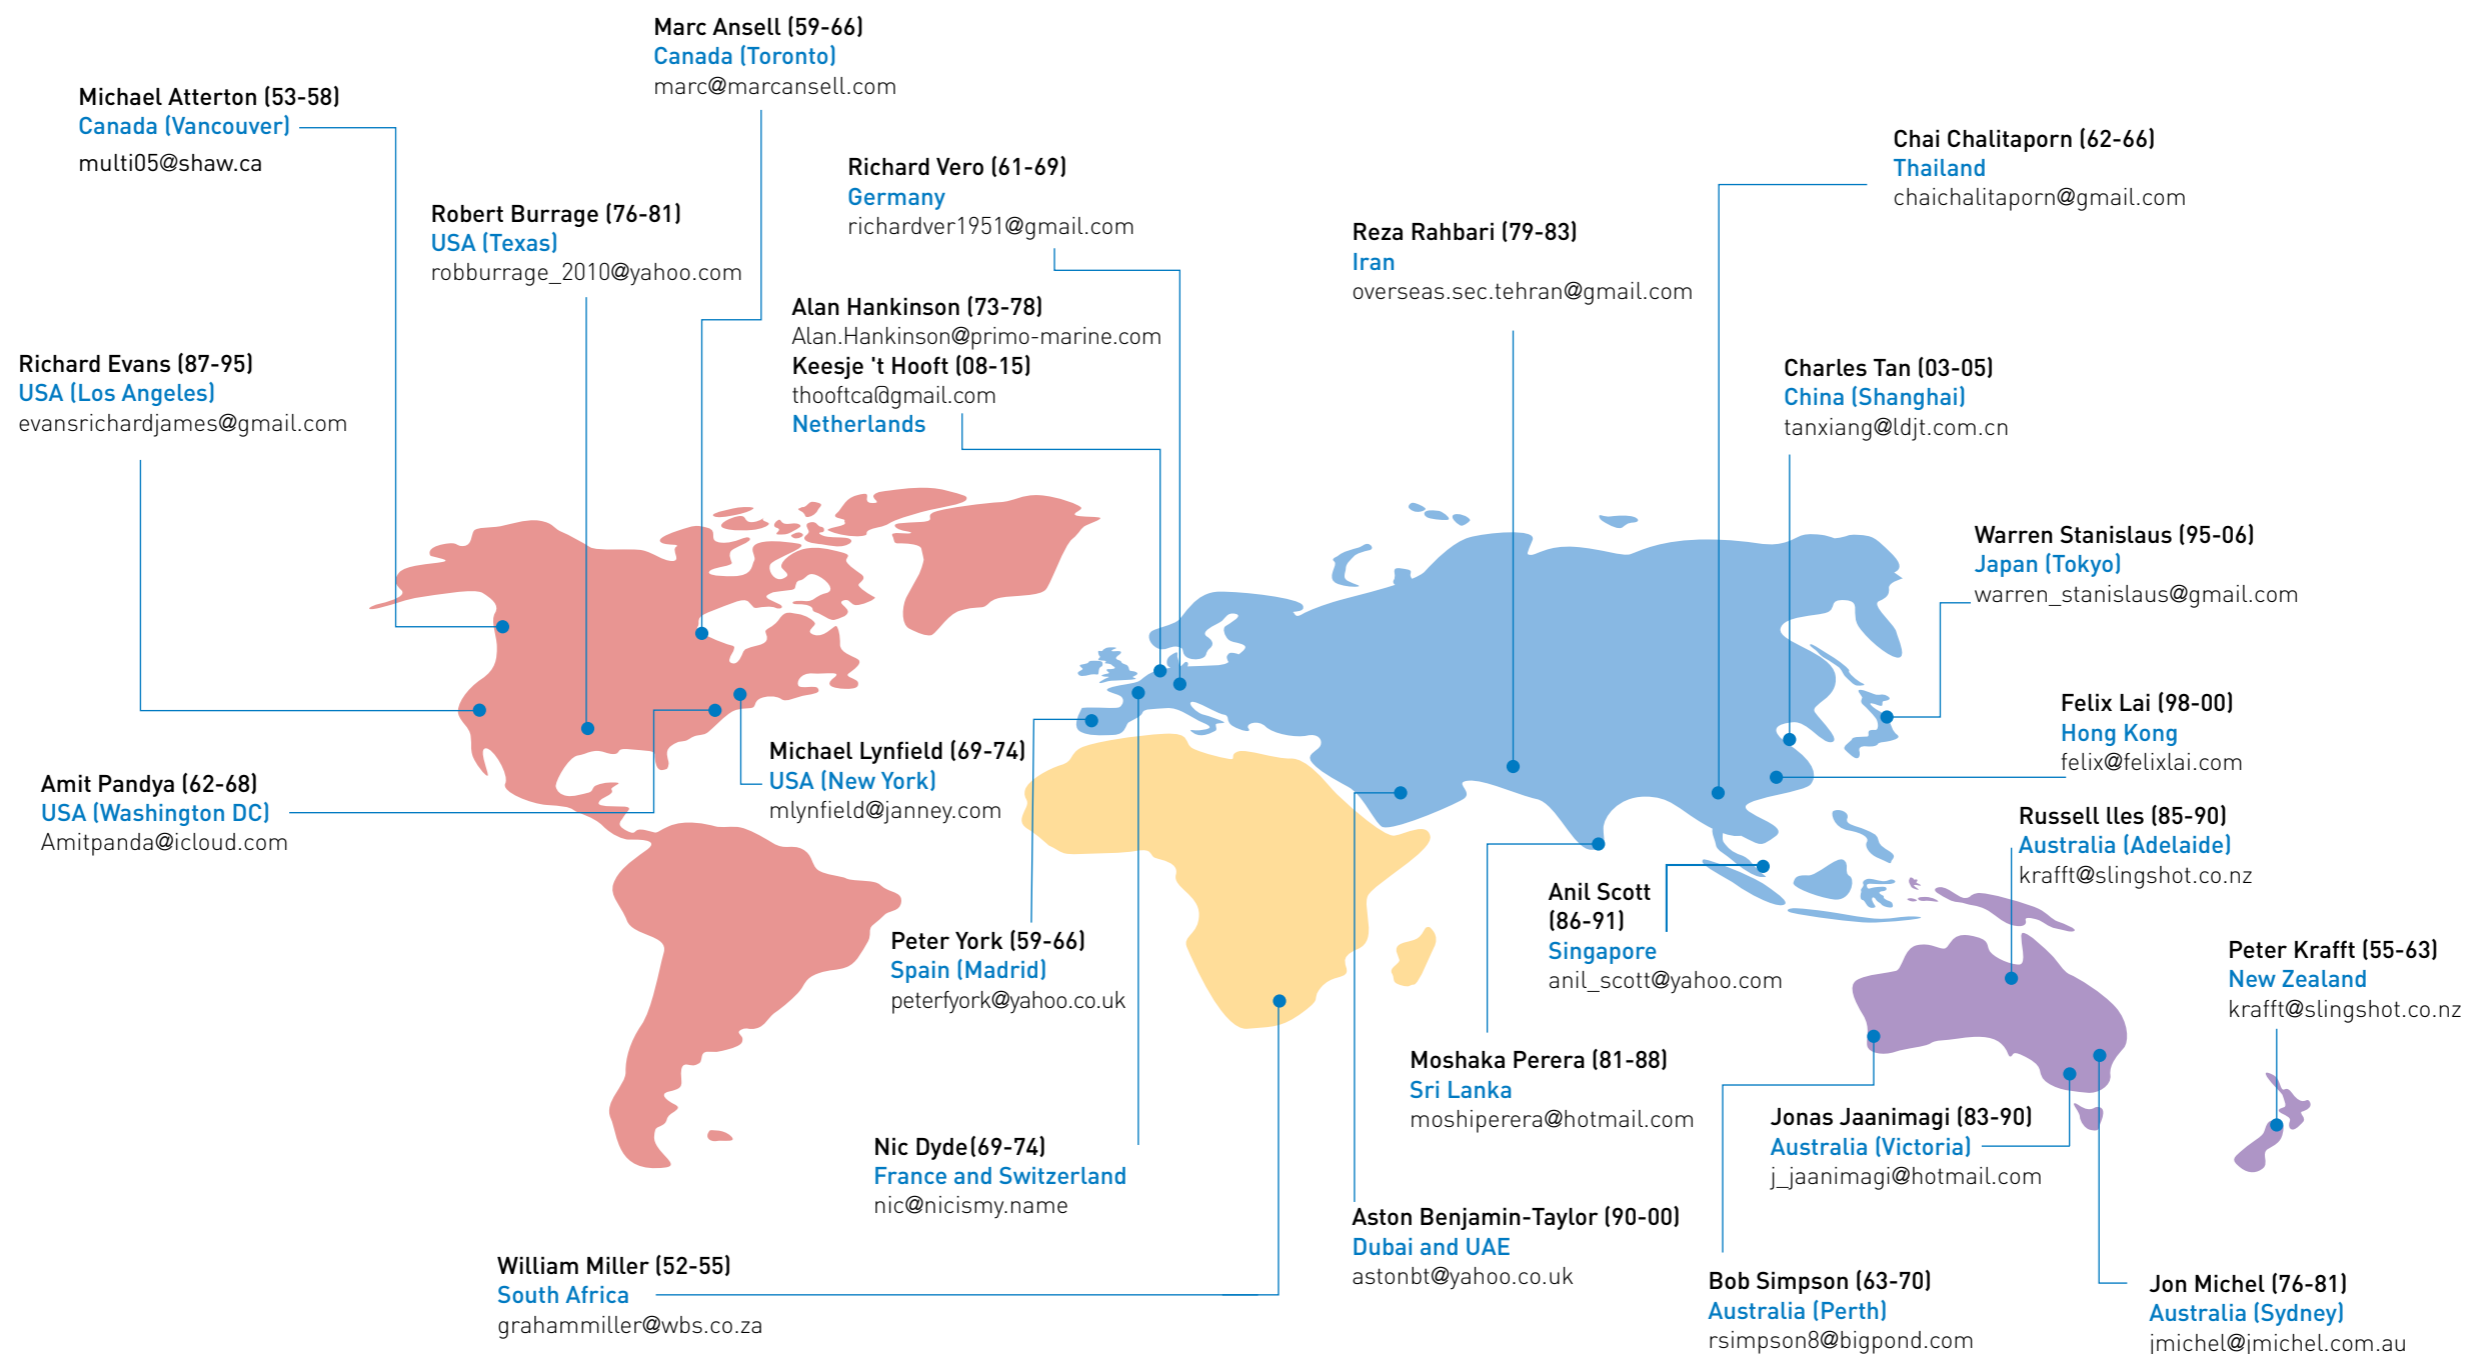 Marc Ansell (59-66)
Canada (Toronto)
marc@marcansell.com
Michael Atterton (53-58)
Canada (Vancouver)
multi05@shaw.ca
Chai Chalitaporn (62-66)
Thailand
chaichalitaporn@gmail.com
Richard Vero (61-69)
Germany
richardver1951@gmail.com
Robert Burrage (76-81)
USA (Texas)
robburrage_2010@yahoo.com
Reza Rahbari (79-83)
Iran
overseas.sec.tehran@gmail.com
Alan Hankinson (73-78)
Alan.Hankinson@primo-marine.com
Keesje 't Hooft (08-15)
thooftca@gmail.com
Netherlands
Richard Evans (87-95)
USA (Los Angeles)
evansrichardjames@gmail.com
Charles Tan (03-05)
China (Shanghai)
tanxiang@ldjt.com.cn
Warren Stanislaus (95-06)
Japan (Tokyo)
warren_stanislaus@gmail.com
Felix Lai (98-00)
Hong Kong
felix@felixlai.com
Michael Lynfield (69-74)
USA (New York)
mlynfield@janney.com
Amit Pandya (62-68)
USA (Washington DC)
Amitpanda@icloud.com
Russell Iles (85-90)
Australia (Adelaide)
krafft@slingshot.co.nz
Anil Scott
(86-91)
Singapore
anil_scott@yahoo.com
Peter York (59-66)
Spain (Madrid)
peterfyork@yahoo.co.uk
Peter Krafft (55-63)
New Zealand
krafft@slingshot.co.nz
Moshaka Perera (81-88)
Sri Lanka
moshiperera@hotmail.com
Jonas Jaanimagi (83-90)
Australia (Victoria)
j_jaanimagi@hotmail.com
Nic Dyde(69-74)
France and Switzerland
nic@nicismy.name
Aston Benjamin-Taylor (90-00)
Dubai and UAE
astonbt@yahoo.co.uk
William Miller (52-55)
South Africa
grahammiller@wbs.co.za
Bob Simpson (63-70)
Australia (Perth)
rsimpson8@bigpond.com
Jon Michel (76-81)
Australia (Sydney)
jmichel@jmichel.com.au